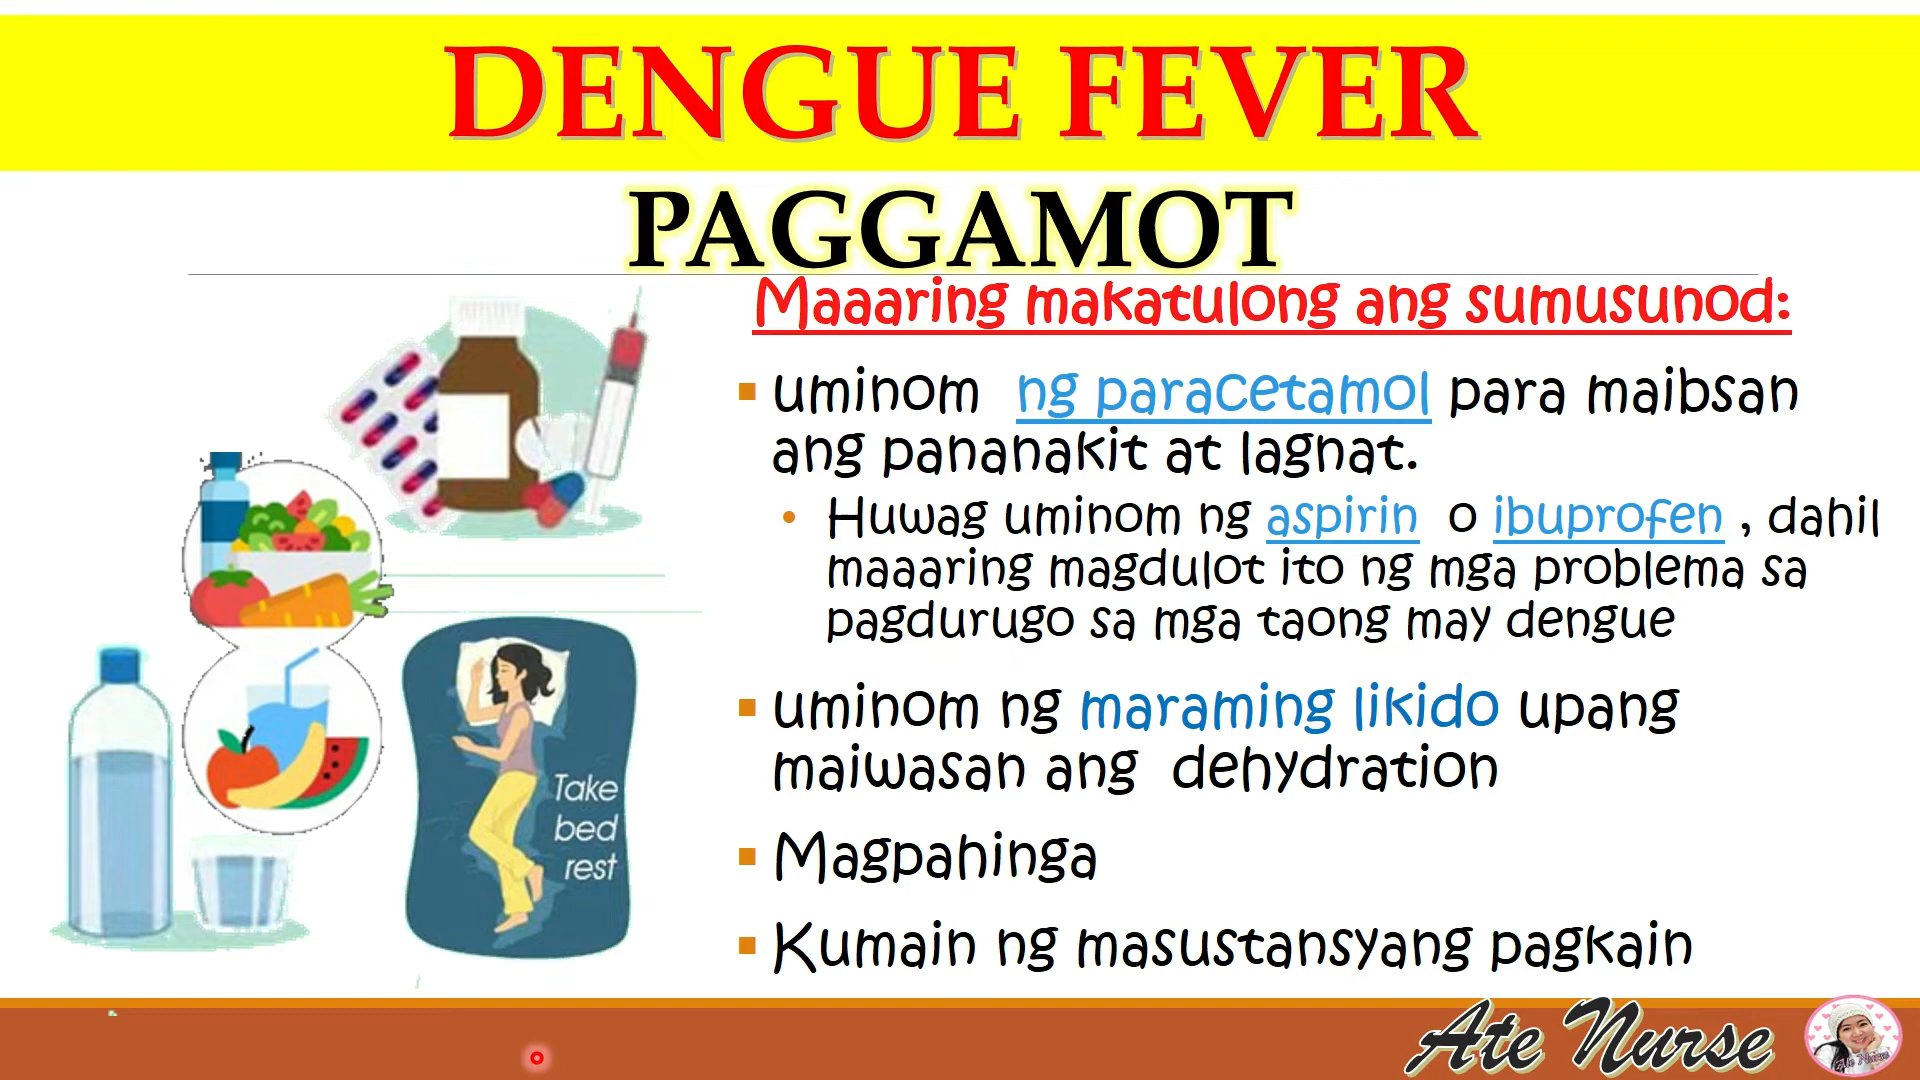 DENGUE FEVER
PAGGAMOT
Maaaring makatulong ang sumusunod:
uminom ng paracetamol para maibsan
ang pananakit at lagnat.
Huwag uminom ng aspirin o ibuprofen , dahil
maaaring magdulot ito ng mga problema sa
pagdurugo sa mga taong may dengue
uminom ng maraming likido upang
maiwasan ang dehydration
Magpahinga
Kumain ng masustansyang pagkain
Take
bed
rest
Ate Nurse
Ate Nurse